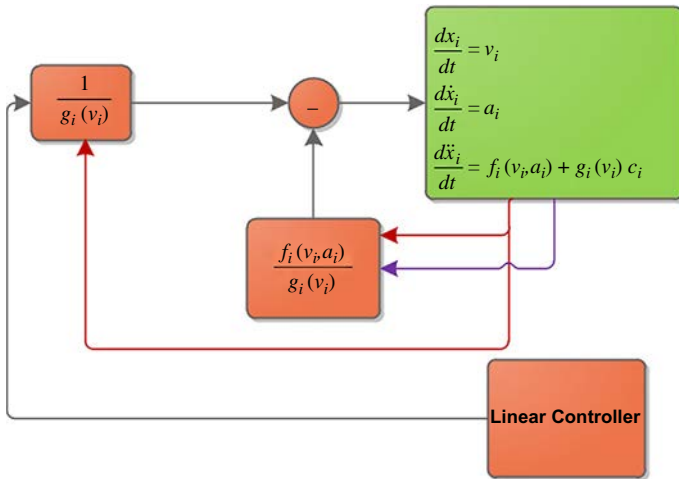 dx_i/dt = v_i
dẋ_i/dt = a_i
dẍ_i/dt = f_i(v_i,a_i) + g_i(v_i) c_i
1/g_i(v_i)
–
f_i(v_i,a_i)/g_i(v_i)
Linear Controller